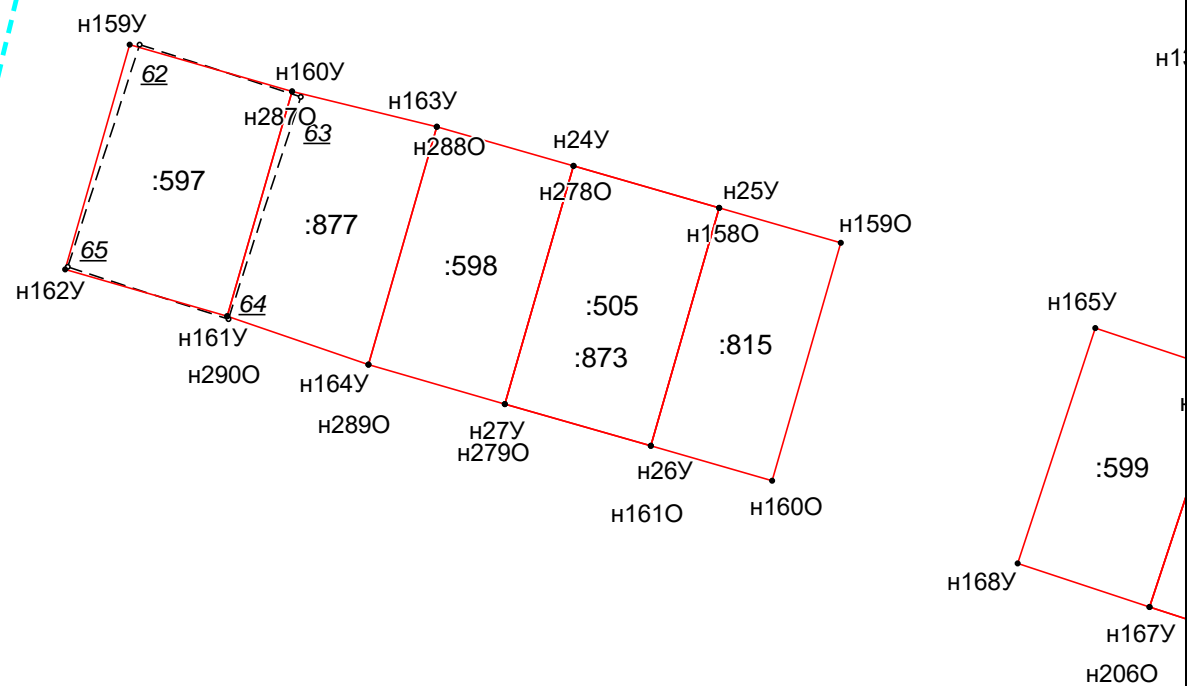 н159У
62
н160У
н287О
63
н163У
н288О
н24У
н278О
н25У
н158О
н159О
:597
:877
:598
:505
:873
:815
65
н162У
64
н161У
н290О
н164У
н289О
н27У
н279О
н26У
н161О
н160О
н165У
:599
н168У
н167У
н206О